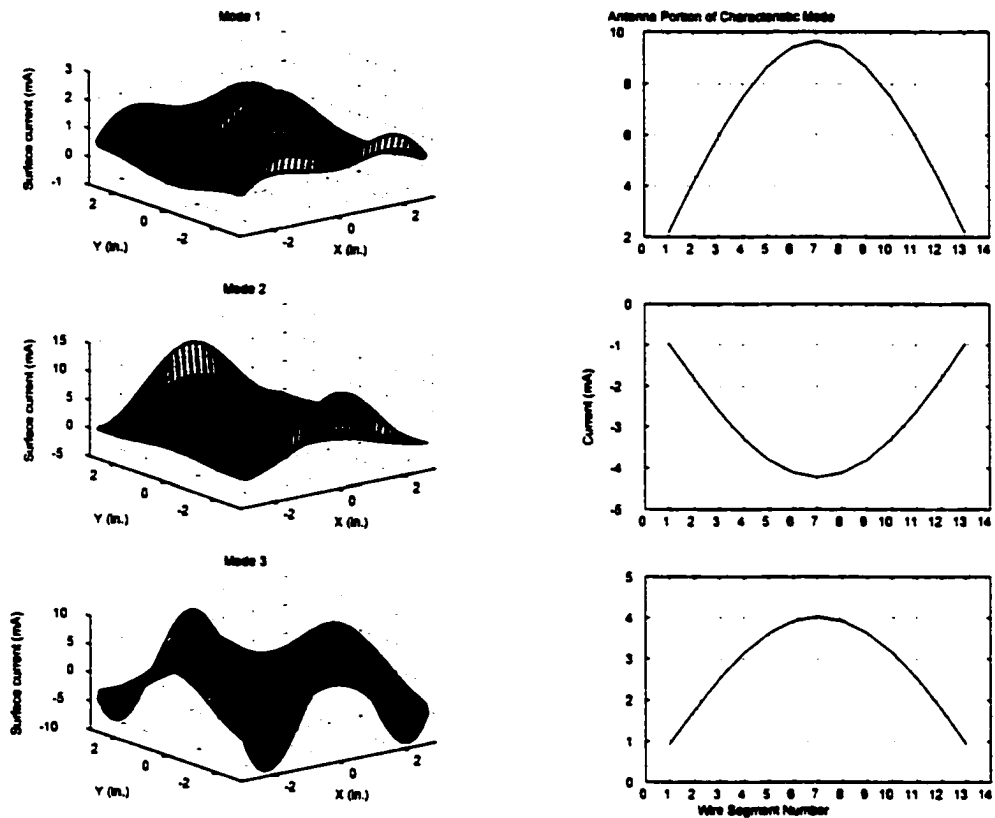 Mode 1
Surface current (mA)
3
2
1
0
-1
2
0
-2
Y (in.)
-2
0
2
X (in.)
Antenna Portion of Characteristic Mode
10
8
6
4
2
0 1 2 3 4 5 6 7 8 9 10 11 12 13 14
Mode 2
Surface current (mA)
15
10
5
0
-5
2
0
-2
Y (in.)
-2
0
2
X (in.)
Current (mA)
0
-1
-2
-3
-4
-5
0 1 2 3 4 5 6 7 8 9 10 11 12 13 14
Mode 3
Surface current (mA)
10
5
0
-5
-10
2
0
-2
Y (in.)
-2
0
2
X (in.)
5
4
3
2
1
0
0 1 2 3 4 5 6 7 8 9 10 11 12 13 14
Wire Segment Number